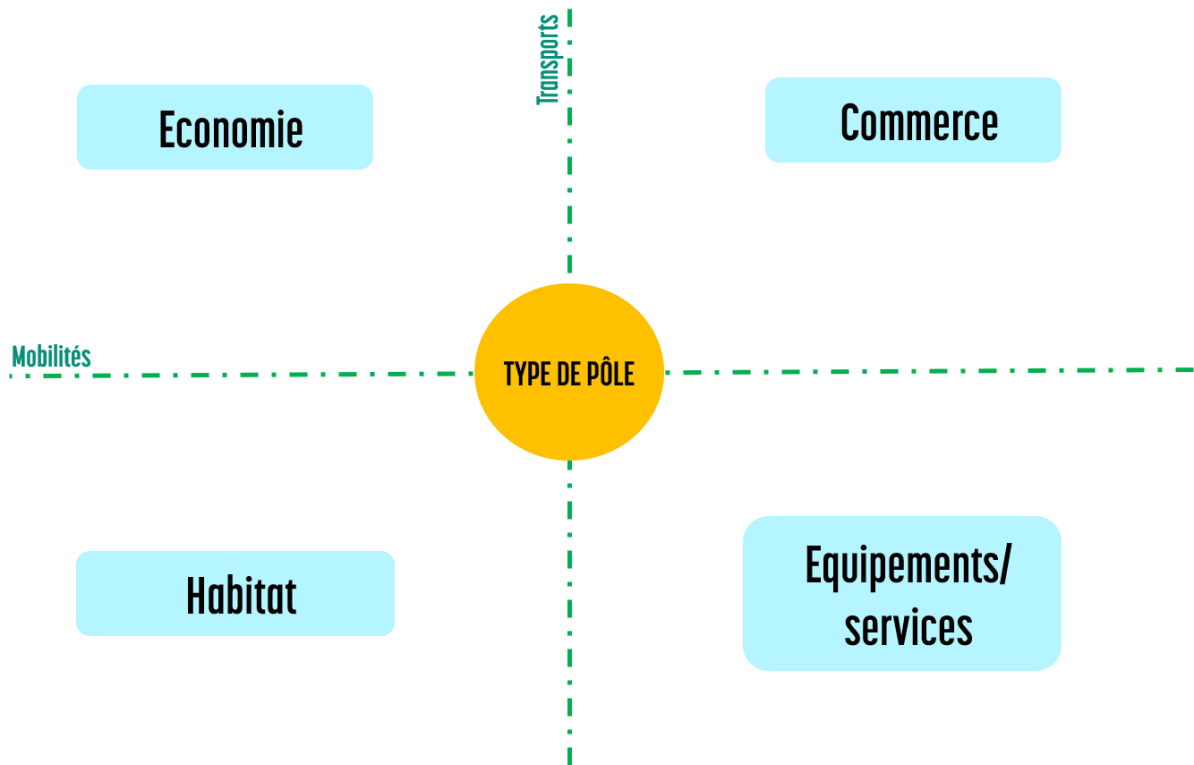 Transports
Economie
Commerce
Mobilités
TYPE DE PÔLE
Habitat
Equipements/
services